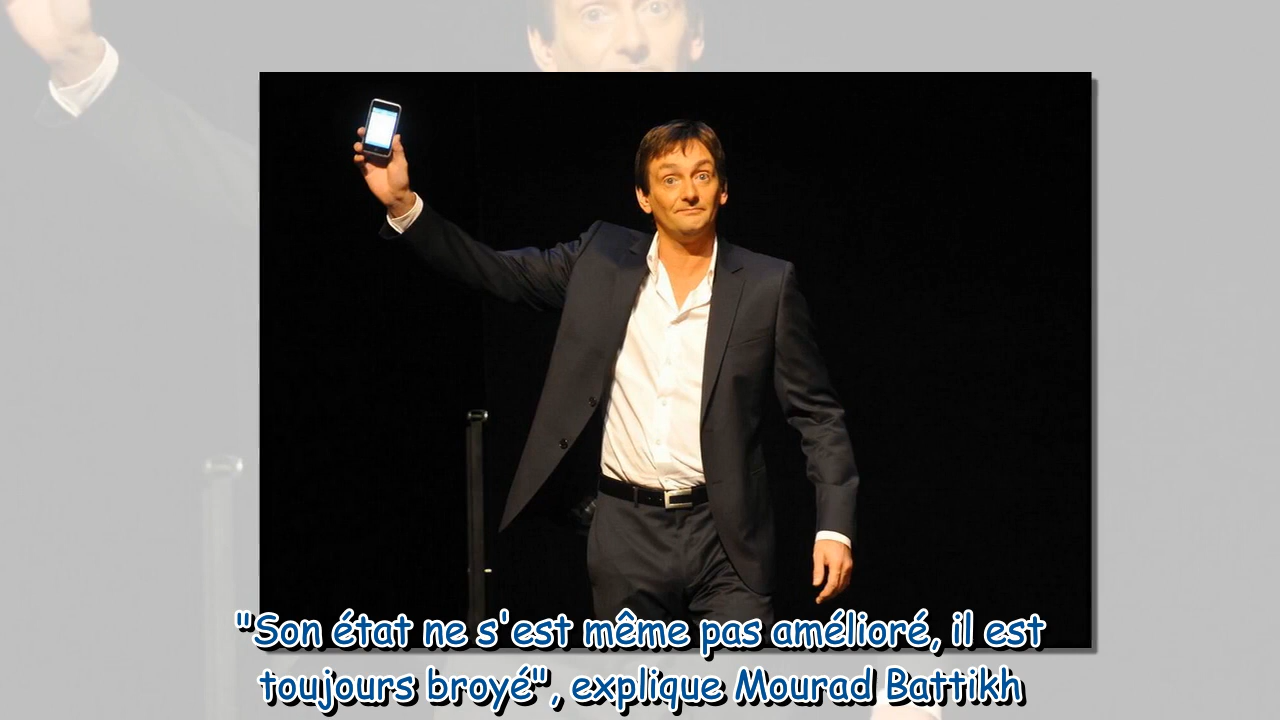 "Son état ne s'est même pas amélioré, il est
toujours broyé", explique Mourad Battikh